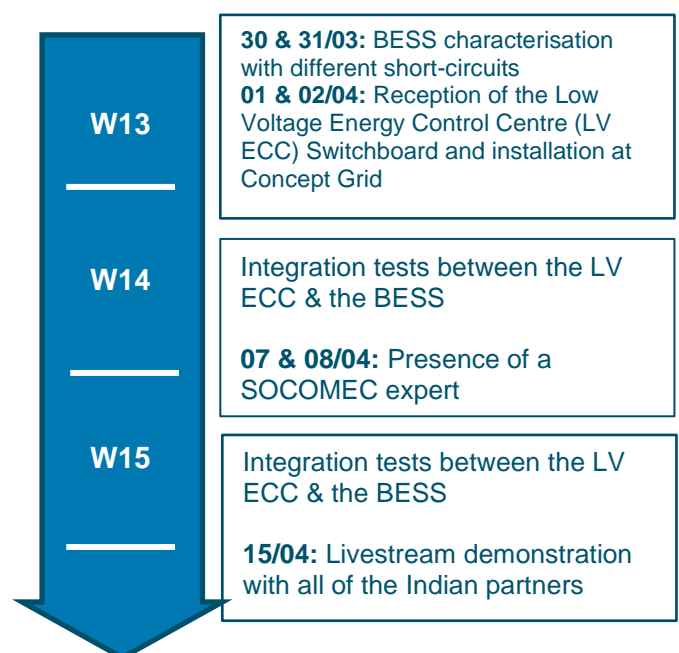 W13
30 & 31/03: BESS characterisation
with different short-circuits
01 & 02/04: Reception of the Low
Voltage Energy Control Centre (LV
ECC) Switchboard and installation at
Concept Grid
W14
Integration tests between the LV
ECC & the BESS
07 & 08/04: Presence of a
SOCOMEC expert
W15
Integration tests between the LV
ECC & the BESS
15/04: Livestream demonstration
with all of the Indian partners